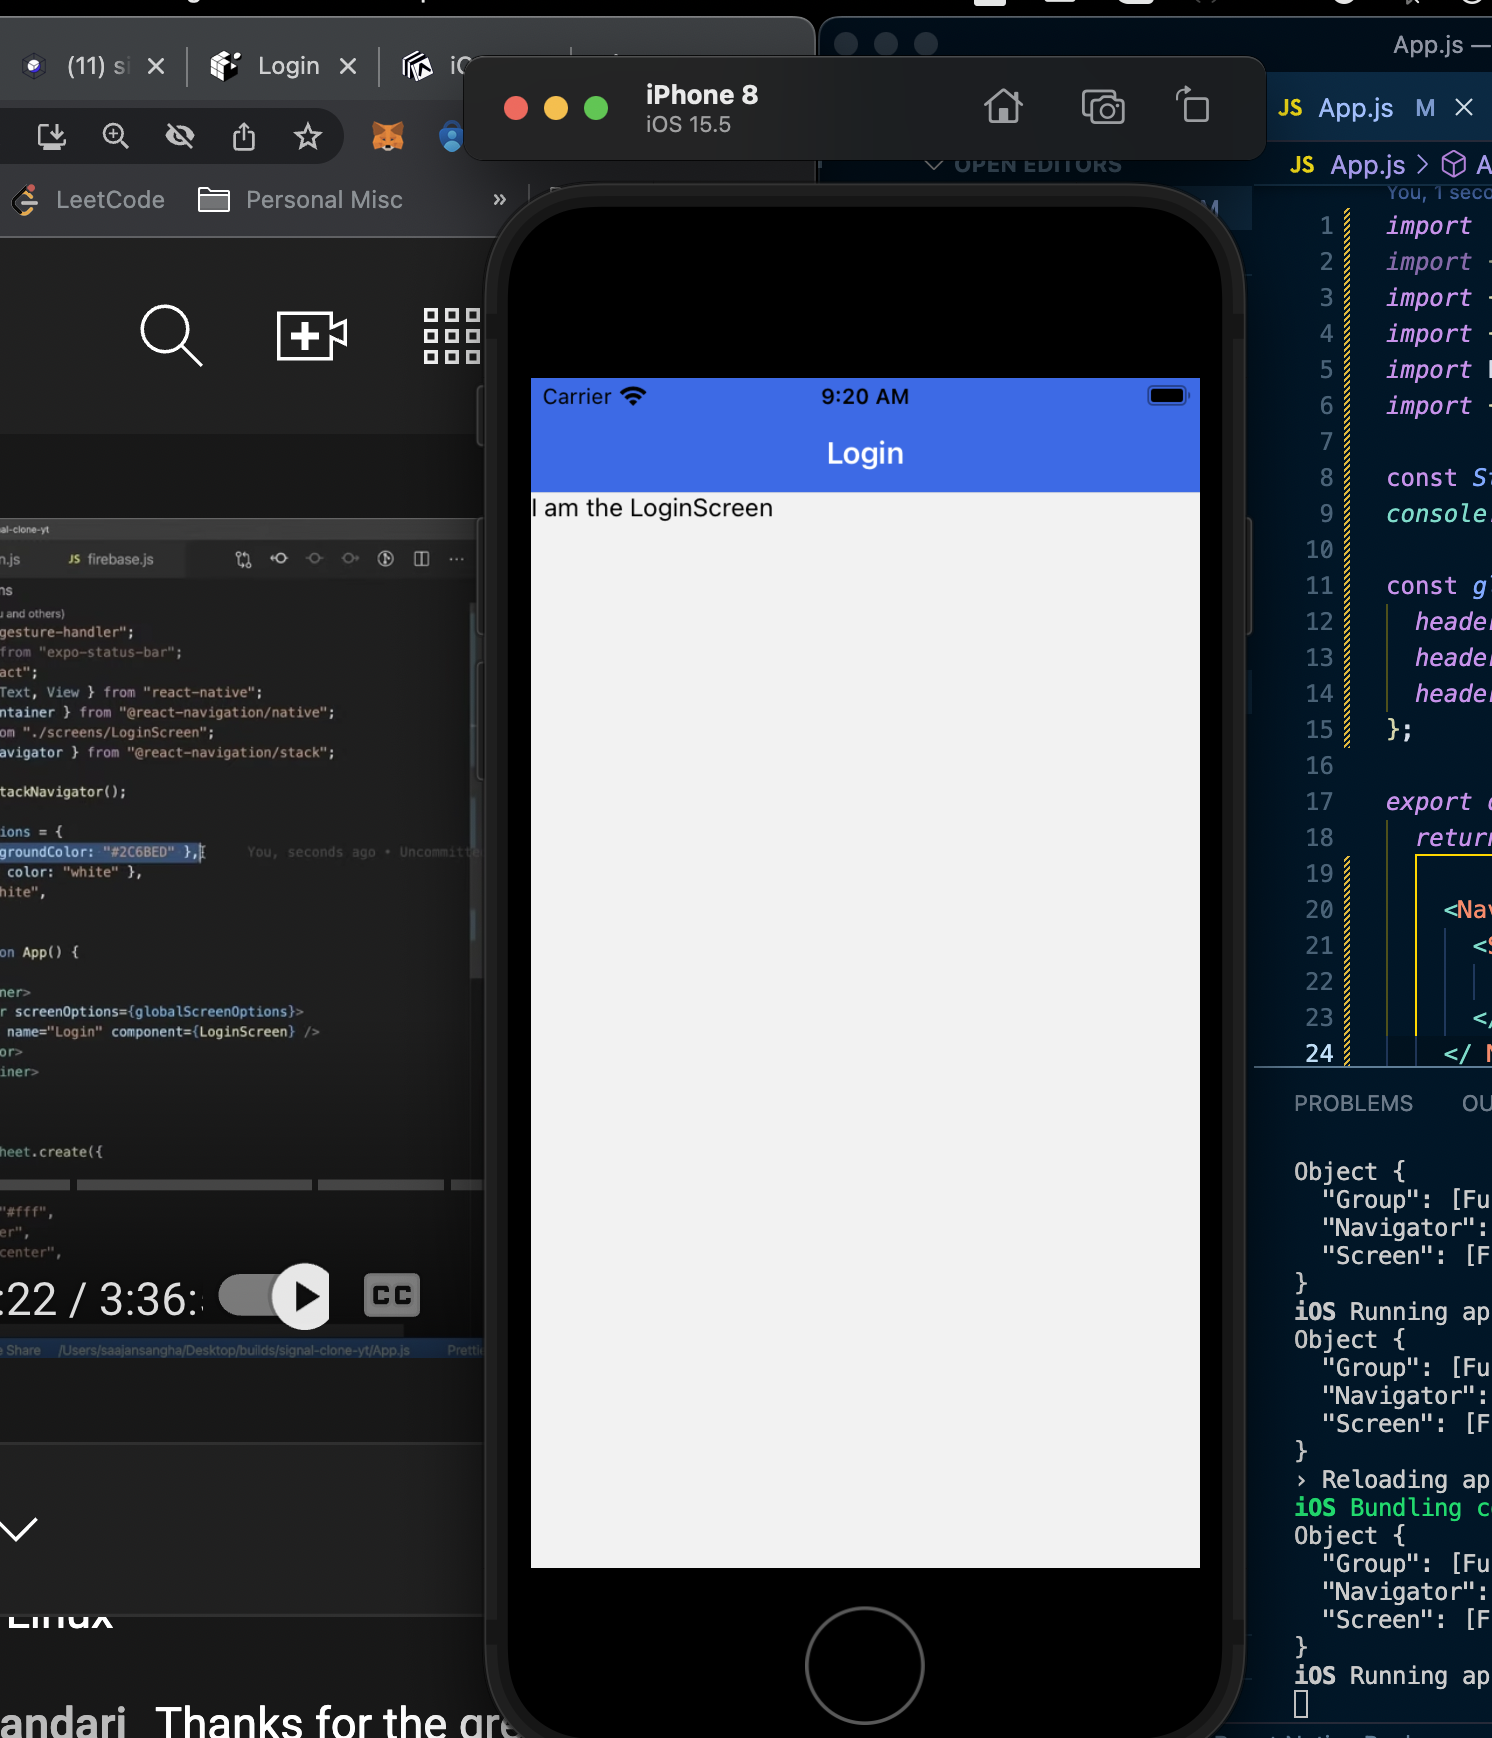 (11) si
Login
iPhone 8
iOS 15.5
App.js —
JS App.js M
OPEN EDITORS
JS App.js >
LeetCode
Personal Misc
»
M
You, 1 seco
1 import
2 import
3 import
4 import
5 import
6 import
7
8 const St
9 console.
10
11 const gl
12 header
13 header
14 header
15 };
16
17 export d
18 return
19
20 <Nav
21 <S
22
23 </
24 </ N
PROBLEMS OU
Object {
"Group": [Fu
"Navigator":
"Screen": [F
}
iOS Running ap
Object {
"Group": [Fu
"Navigator":
"Screen": [F
}
› Reloading ap
iOS Bundling c
Object {
"Group": [Fu
"Navigator":
"Screen": [F
}
iOS Running ap
Carrier 9:20 AM
Login
I am the LoginScreen
al-clone-yt
n.js JS firebase.js ...
ns
u and others)
gesture-handler";
from "expo-status-bar";
act";
Text, View } from "react-native";
ntainer } from "@react-navigation/native";
om "./screens/LoginScreen";
avigator } from "@react-navigation/stack";
tackNavigator();
ions = {
groundColor: "#2C6BED" }, You, seconds ago • Uncommitte
color: "white" },
hite",
on App() {
ner>
r screenOptions={globalScreenOptions}>
name="Login" component={LoginScreen} />
or>
iner>
heet.create({
"#fff",
er",
center",
:22 / 3:36:
CC
e Share /Users/saajansangha/Desktop/builds/signal-clone-yt/App.js Prettie
Linux
andari Thanks for the gre